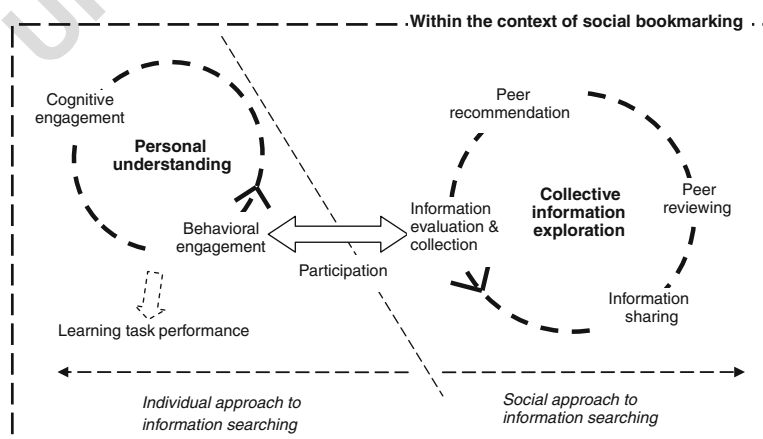 Within the context of social bookmarking
Cognitive
engagement
Personal
understanding
Behavioral
engagement
Participation
Learning task performance
Peer
recommendation
Information
evaluation &
collection
Collective
information
exploration
Peer
reviewing
Information
sharing
Individual approach to
information searching
Social approach to
information searching